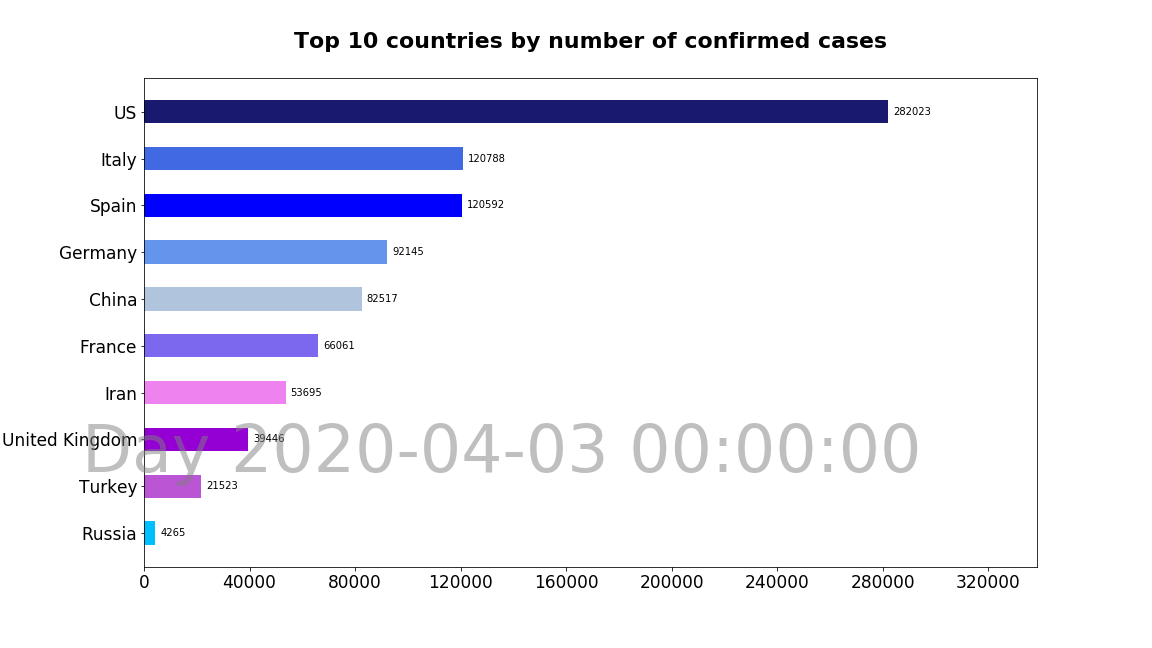 Top 10 countries by number of confirmed cases
US 282023
Italy 120788
Spain 120592
Germany 92145
China 82517
France 66061
Iran 53695
United Kingdom 39446
Day 2020-04-03 00:00:00
Turkey 21523
Russia 4265
0 40000 80000 120000 160000 200000 240000 280000 320000